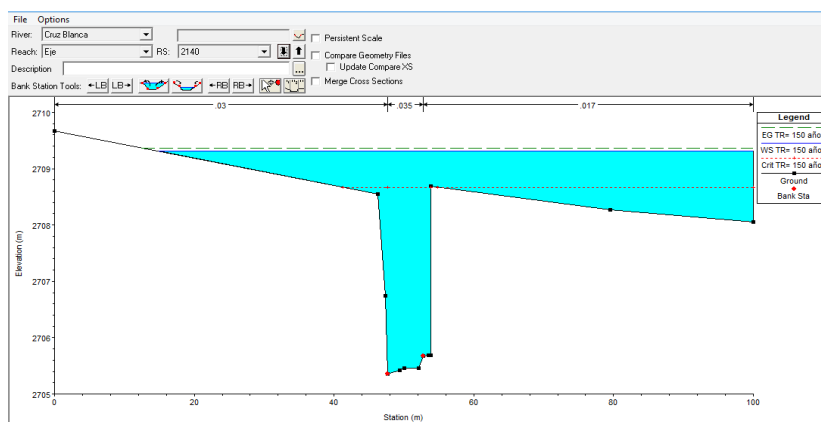 File Options
River: Cruz Blanca
Persistent Scale
Reach: Eje RS: 2140
Compare Geometry Files
Update Compare XS
Description ...
Bank Station Tools: ←LB LB→ ←RB RB→
Merge Cross Sections
.03 .035 .017
Legend
EG TR= 150 año
WS TR= 150 año
Crit TR= 150 año
Ground
Bank Sta
2710
2709
2708
2707
2706
2705
Elevation (m)
0 20 40 60 80 100
Station (m)